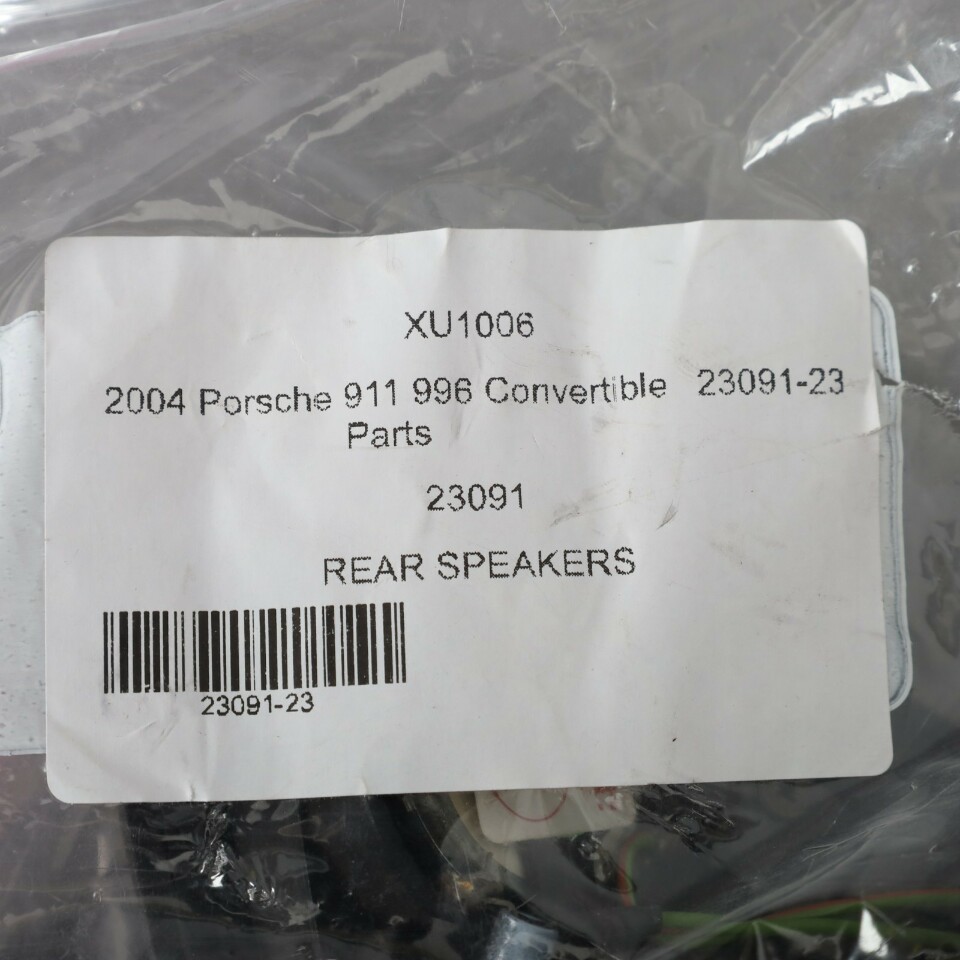 XU1006
2004 Porsche 911 996 Convertible 23091-23
Parts
23091
REAR SPEAKERS
23091-23